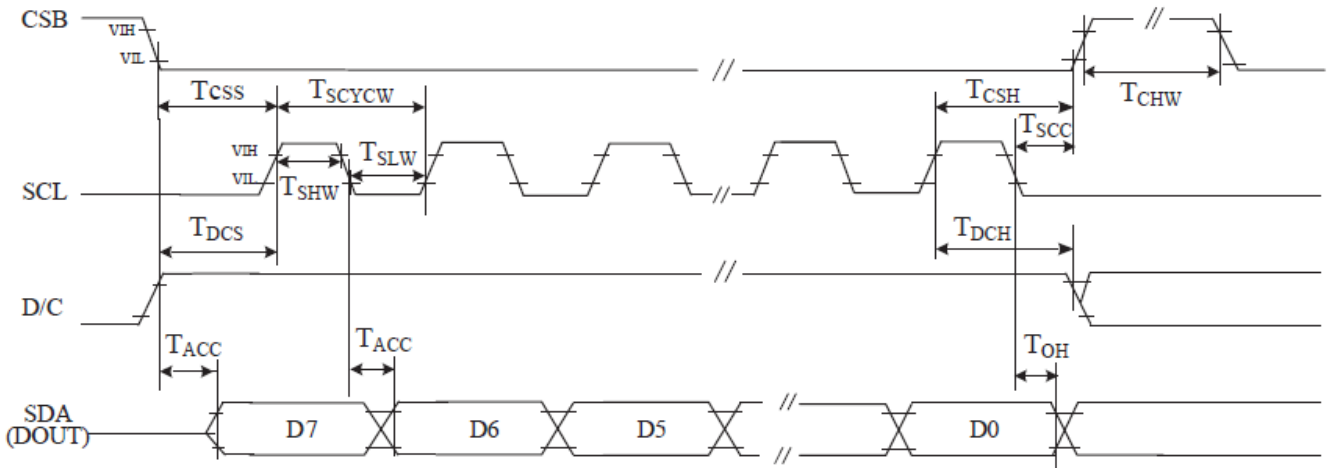 CSB
VIH
VIL
//
//
TCSS
TSCYCW
TCSH
TCHW
TSCC
SCL
VIH
VIL
TSHW
TSLW
//
TDCS
TDCH
//
D/C
TACC
TACC
TOH
SDA
(DOUT)
D7
D6
D5
//
//
D0